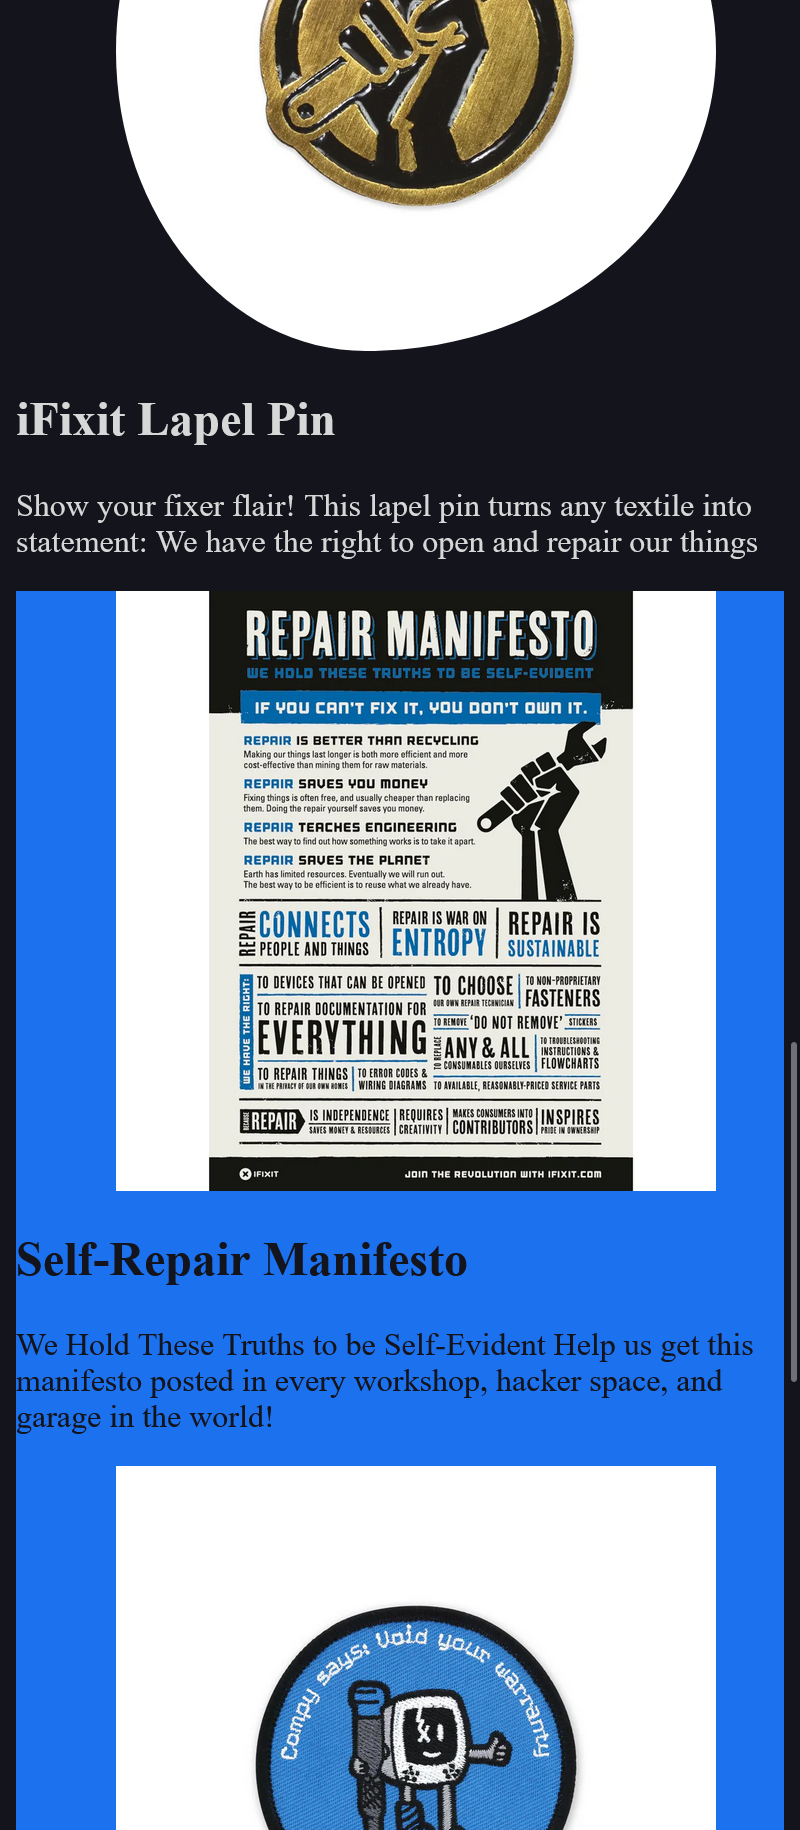 iFixit Lapel Pin
Show your fixer flair! This lapel pin turns any textile into
statement: We have the right to open and repair our things
REPAIR MANIFESTO
WE HOLD THESE TRUTHS TO BE SELF-EVIDENT
IF YOU CAN'T FIX IT, YOU DON'T OWN IT.
REPAIR IS BETTER THAN RECYCLING
Making our things last longer is both more efficient and more
cost-effective than mining them for raw materials.
REPAIR SAVES YOU MONEY
Fixing things is often free, and usually cheaper than replacing
them. Doing the repair yourself saves you money.
REPAIR TEACHES ENGINEERING
The best way to find out how something works is to take it apart.
REPAIR SAVES THE PLANET
Earth has limited resources. Eventually we will run out.
The best way to be efficient is to reuse what we already have.
REPAIR
CONNECTS
PEOPLE AND THINGS
REPAIR IS WAR ON
ENTROPY
REPAIR IS
SUSTAINABLE
WE HAVE THE RIGHT:
TO DEVICES THAT CAN BE OPENED
TO REPAIR DOCUMENTATION FOR
EVERYTHING
TO REPAIR THINGS
IN THE PRIVACY OF OUR OWN HOMES
TO ERROR CODES &
WIRING DIAGRAMS
TO CHOOSE
OUR OWN REPAIR TECHNICIAN
TO NON-PROPRIETARY
FASTENERS
TO REMOVE 'DO NOT REMOVE' STICKERS
TO REPLACE
ANY & ALL
CONSUMABLES OURSELVES
TO TROUBLESHOOTING
INSTRUCTIONS &
FLOWCHARTS
TO AVAILABLE, REASONABLY-PRICED SERVICE PARTS
BECAUSE
REPAIR
IS INDEPENDENCE
SAVES MONEY & RESOURCES
REQUIRES
CREATIVITY
MAKES CONSUMERS INTO
CONTRIBUTORS
INSPIRES
PRIDE IN OWNERSHIP
IFIXIT
JOIN THE REVOLUTION WITH IFIXIT.COM
Self-Repair Manifesto
We Hold These Truths to be Self-Evident Help us get this
manifesto posted in every workshop, hacker space, and
garage in the world!
Campy says: Void your warranty